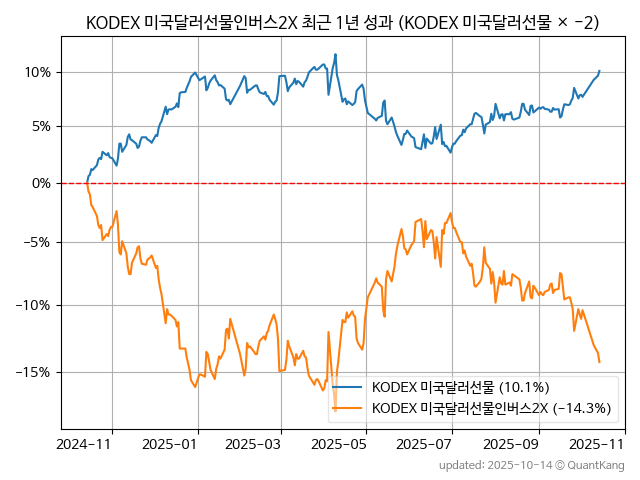 KODEX 미국달러선물인버스2X 최근 1년 성과 (KODEX 미국달러선물 × −2)
10%
5%
0%
−5%
−10%
−15%
KODEX 미국달러선물 (10.1%)
KODEX 미국달러선물인버스2X (−14.3%)
2024-11 2025-01 2025-03 2025-05 2025-07 2025-09 2025-11
updated: 2025-10-14 © QuantKang